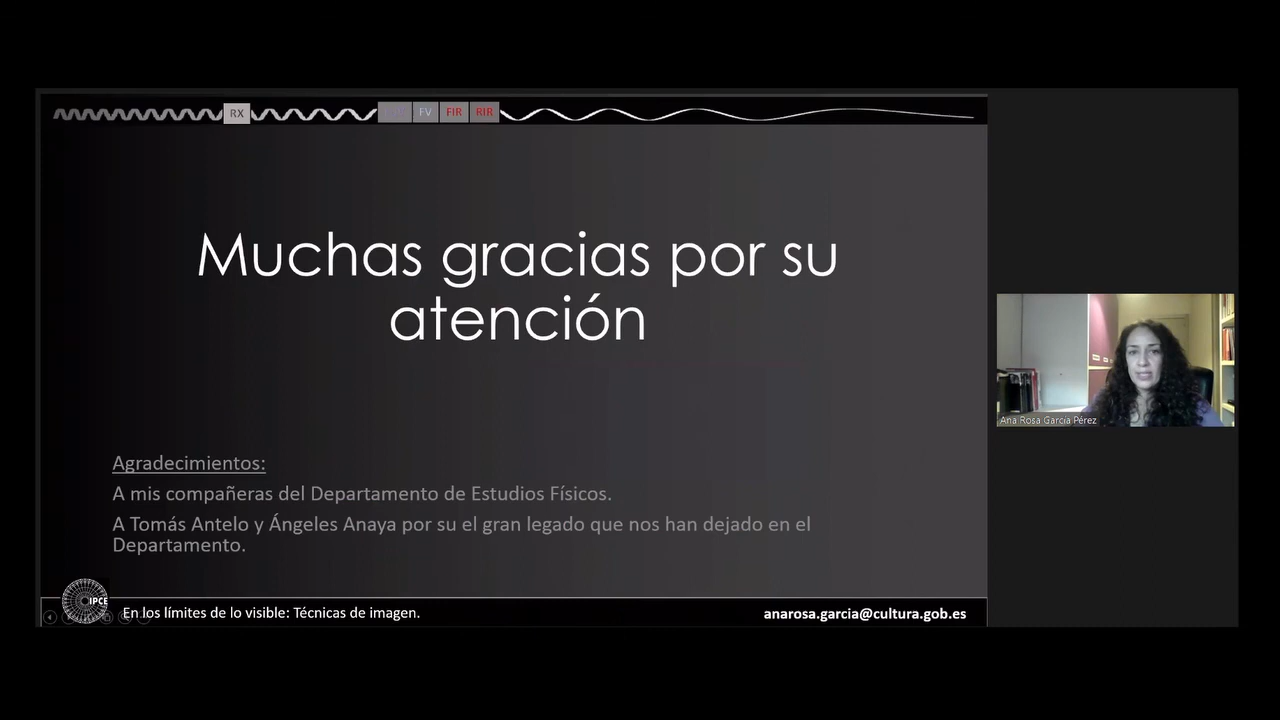 RX FV FIR RIR
Muchas gracias por su
atención
Agradecimientos:
A mis compañeras del Departamento de Estudios Físicos.
A Tomás Antelo y Ángeles Anaya por su el gran legado que nos han dejado en el
Departamento.
IPCE
En los límites de lo visible: Técnicas de imagen.
anarosa.garcia@cultura.gob.es
Ana Rosa García Pérez